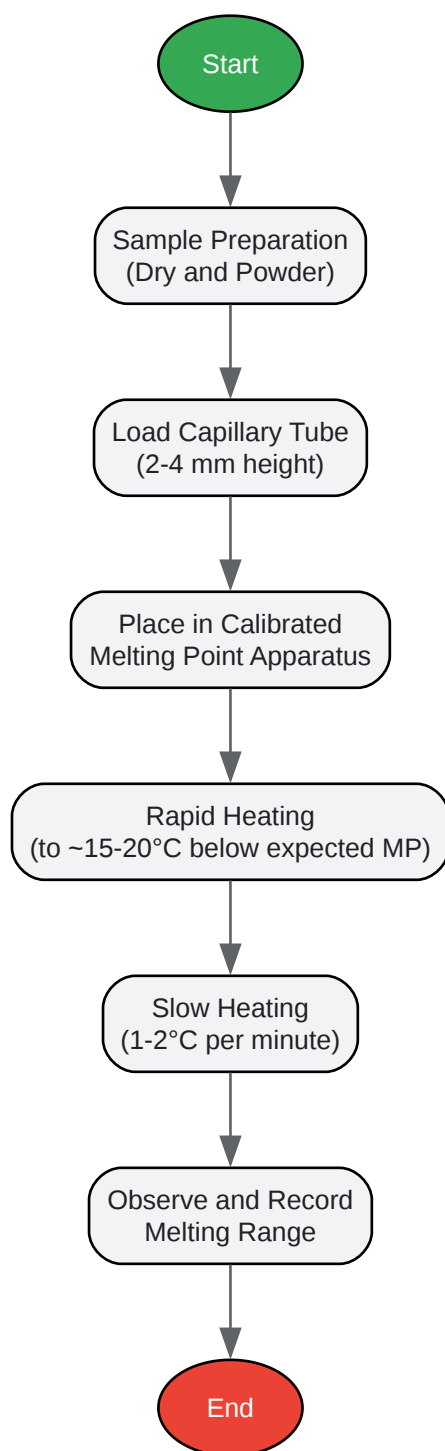 Start
Sample Preparation
(Dry and Powder)
Load Capillary Tube
(2-4 mm height)
Place in Calibrated
Melting Point Apparatus
Rapid Heating
(to ~15-20°C below expected MP)
Slow Heating
(1-2°C per minute)
Observe and Record
Melting Range
End